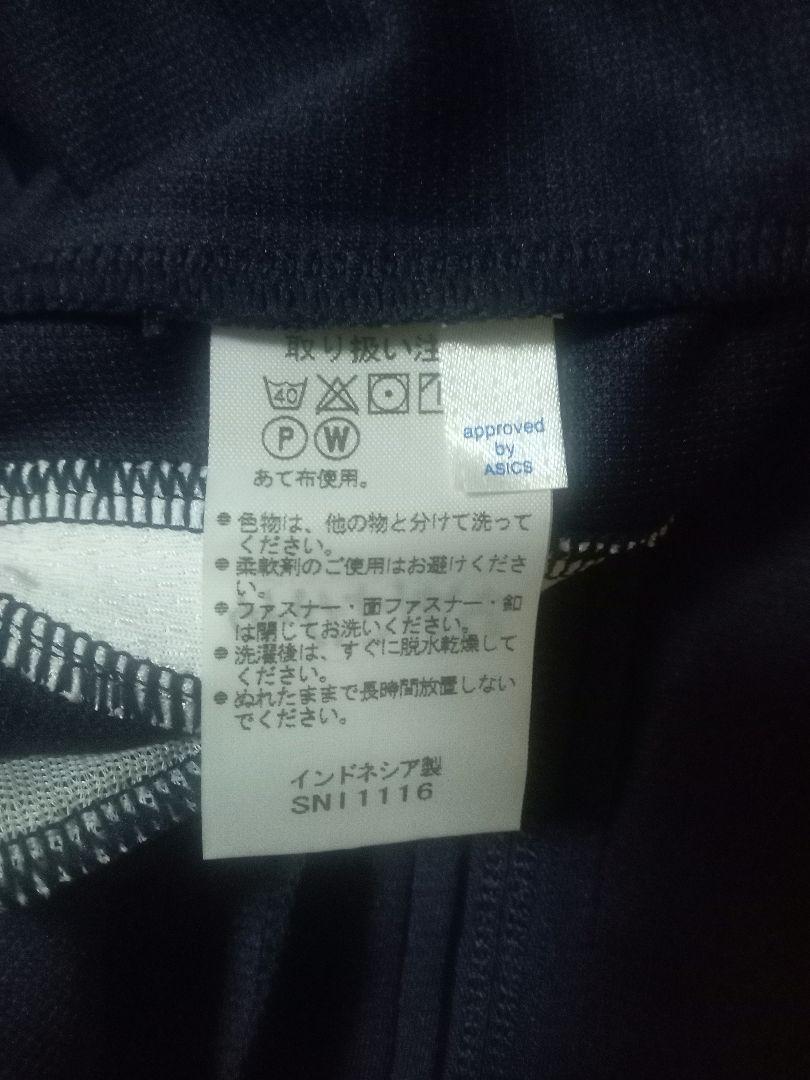 取り扱い注
40
P W
あて布使用。
approved
by
ASICS
●色物は、他の物と分けて洗って
ください。
●柔軟剤のご使用はお避けくださ
い。
●ファスナー・面ファスナー・釦
は閉じてお洗いください。
●洗濯後は、すぐに脱水乾燥して
ください。
●ぬれたままで長時間放置しない
でください。
インドネシア製
SNI1116